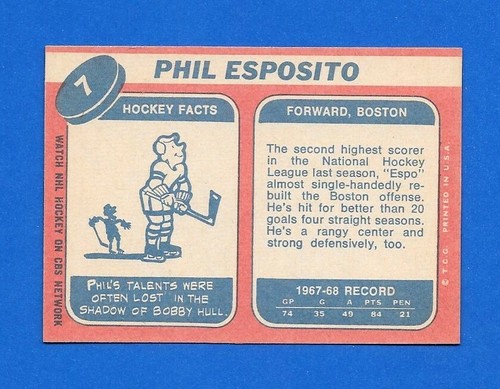 7
PHIL ESPOSITO
HOCKEY FACTS
PHIL'S TALENTS WERE
OFTEN "LOST" IN THE
SHADOW OF BOBBY HULL.
FORWARD, BOSTON
The second highest scorer
in the National Hockey
League last season, "Espo"
almost single-handedly re-
built the Boston offense.
He's hit for better than 20
goals four straight seasons.
He's a rangy center and
strong defensively, too.
1967-68 RECORD
GP G A PTS PEN
74 35 49 84 21
WATCH NHL HOCKEY ON CBS NETWORK
© T.C.G. PRINTED IN U.S.A.